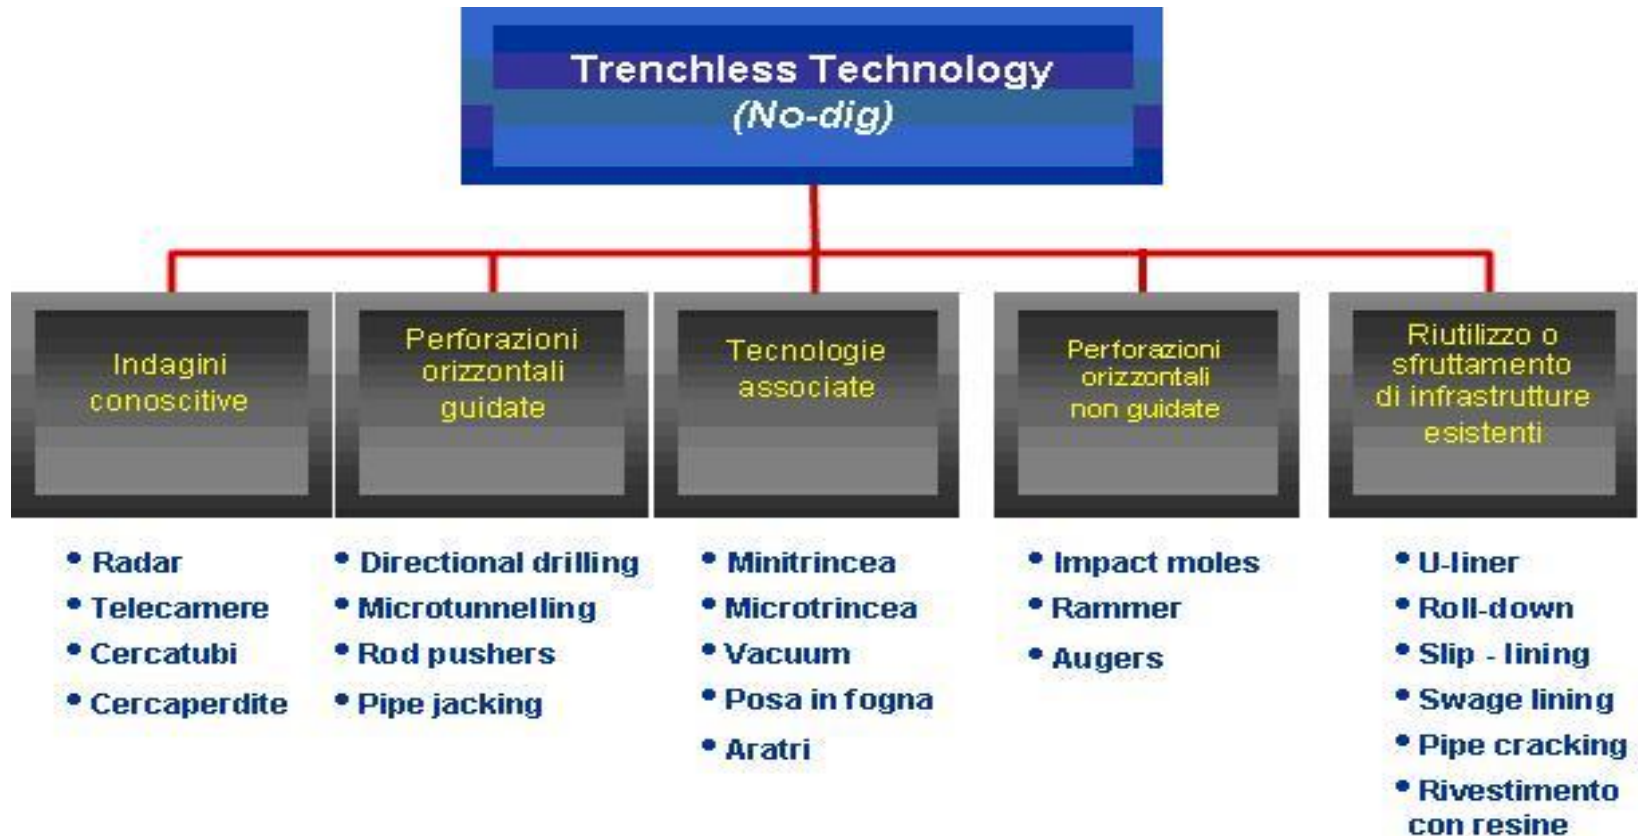 Trenchless Technology
(No-dig)
Indagini
conoscitive
• Radar
• Telecamere
• Cercatubi
• Cercaperdite
Perforazioni
orizzontali
guidate
• Directional drilling
• Microtunnelling
• Rod pushers
• Pipe jacking
Tecnologie
associate
• Minitrincea
• Microtrincea
• Vacuum
• Posa in fogna
• Aratri
Perforazioni
orizzontali
non guidate
• Impact moles
• Rammer
• Augers
Riutilizzo o
sfruttamento
di infrastrutture
esistenti
• U-liner
• Roll-down
• Slip - lining
• Swage lining
• Pipe cracking
• Rivestimento
con resine